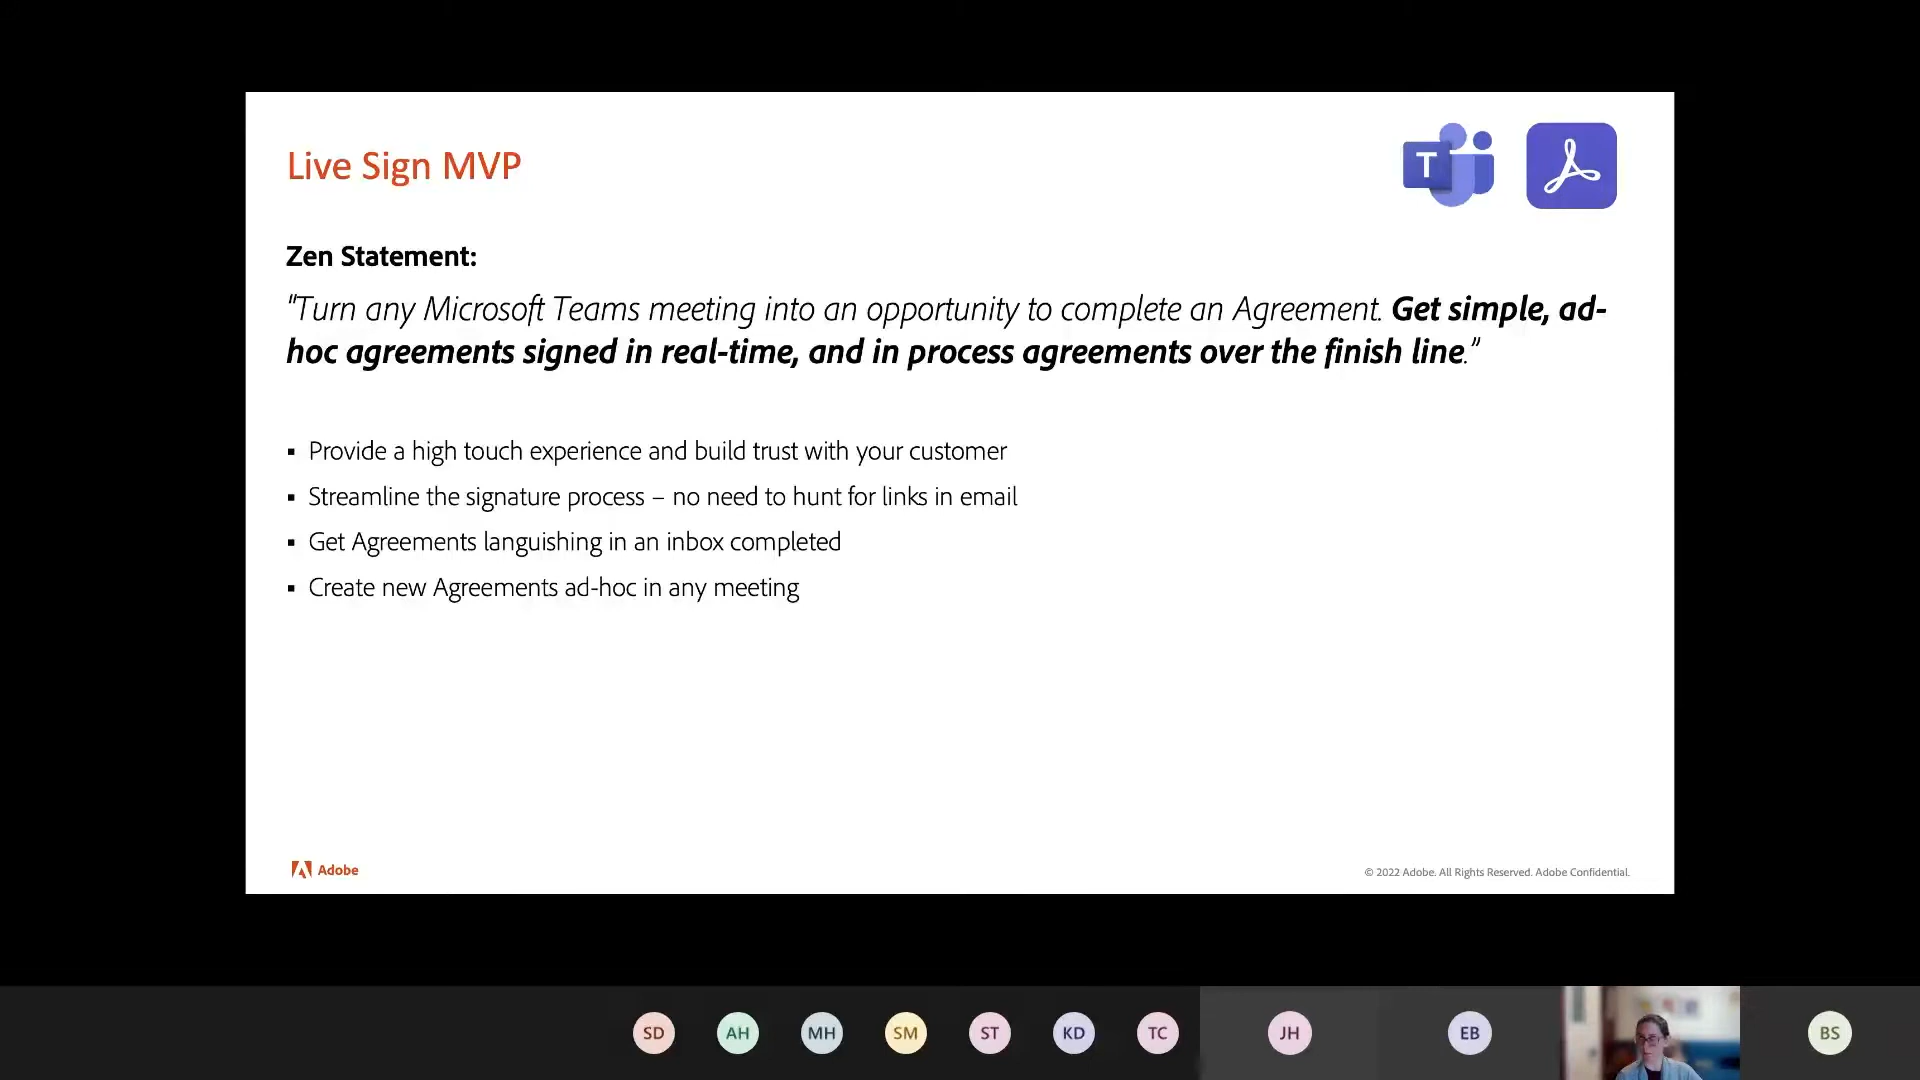 Live Sign MVP
T
Zen Statement:
"Turn any Microsoft Teams meeting into an opportunity to complete an Agreement. Get simple, ad-
hoc agreements signed in real-time, and in process agreements over the finish line.”
▪ Provide a high touch experience and build trust with your customer
▪ Streamline the signature process – no need to hunt for links in email
▪ Get Agreements languishing in an inbox completed
▪ Create new Agreements ad-hoc in any meeting
Adobe
© 2022 Adobe. All Rights Reserved. Adobe Confidential.
SD AH MH SM ST KD TC JH EB BS